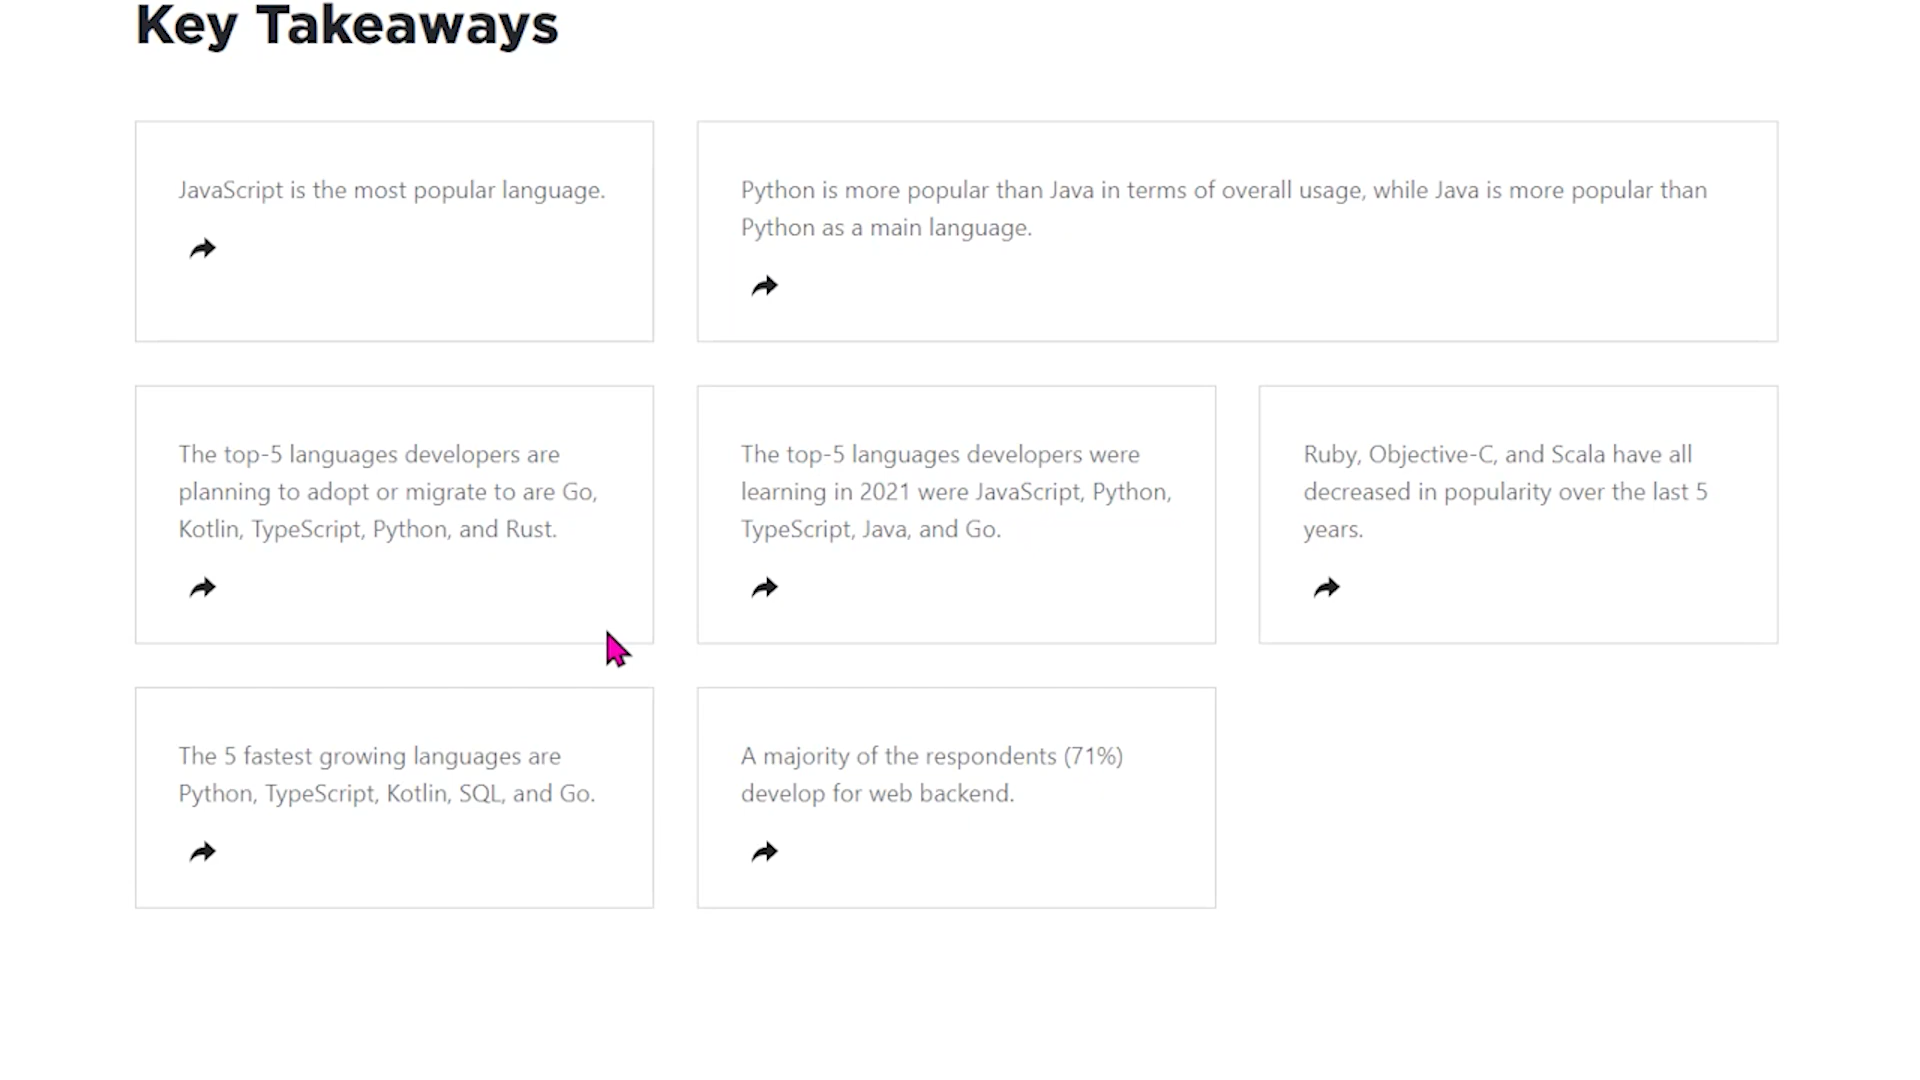 Key Takeaways
JavaScript is the most popular language.
Python is more popular than Java in terms of overall usage, while Java is more popular than
Python as a main language.
The top-5 languages developers are
planning to adopt or migrate to are Go,
Kotlin, TypeScript, Python, and Rust.
The top-5 languages developers were
learning in 2021 were JavaScript, Python,
TypeScript, Java, and Go.
Ruby, Objective-C, and Scala have all
decreased in popularity over the last 5
years.
The 5 fastest growing languages are
Python, TypeScript, Kotlin, SQL, and Go.
A majority of the respondents (71%)
develop for web backend.